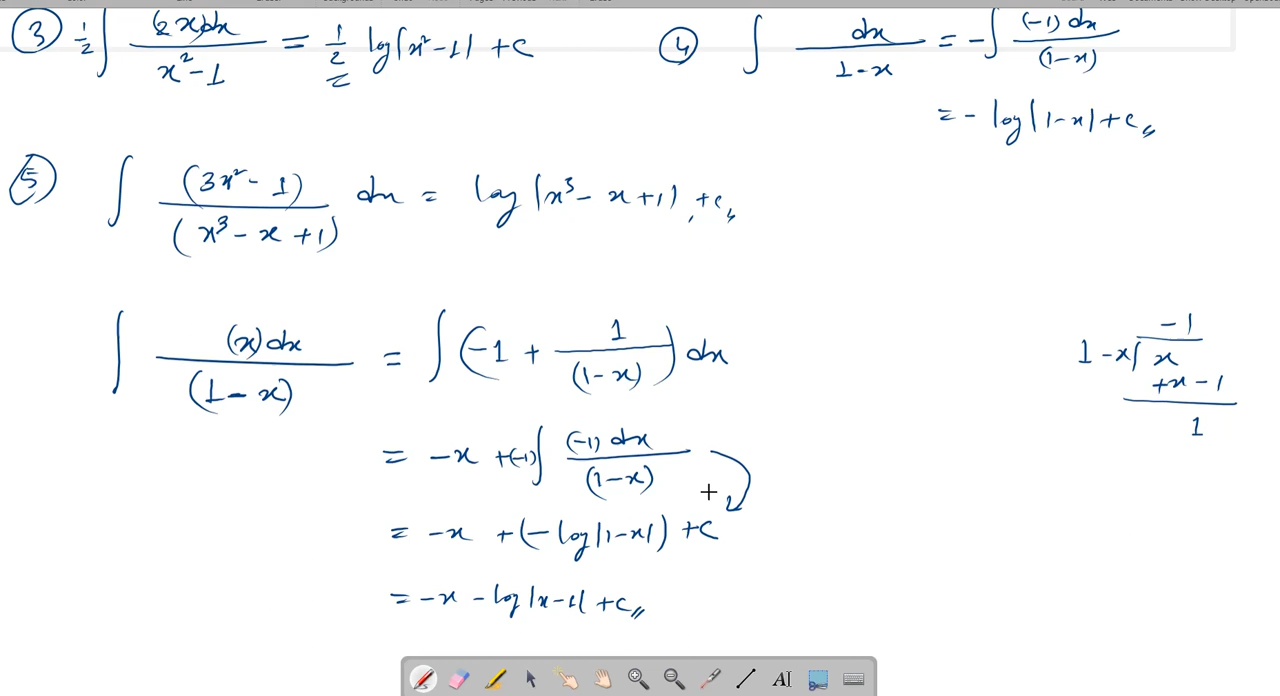 ③ 1/2 ∫ (2x)dx / (x² - 1) = 1/2 log|x² - 1| + c
④ ∫ dx / (1 - x) = - ∫ (-1) dx / (1 - x)
= - log|1 - x| + c,,
⑤ ∫ (3x² - 1) / (x³ - x + 1) dx = log|x³ - x + 1| + c,,
∫ (x) dx / (1 - x) = ∫ (-1 + 1 / (1 - x)) dx
= -x + (-1) ∫ (-1) dx / (1 - x)
= -x + (- log|1 - x|) + c
= -x - log|x - 1| + c,,
-1
1 - x) x
+x - 1
1
AI